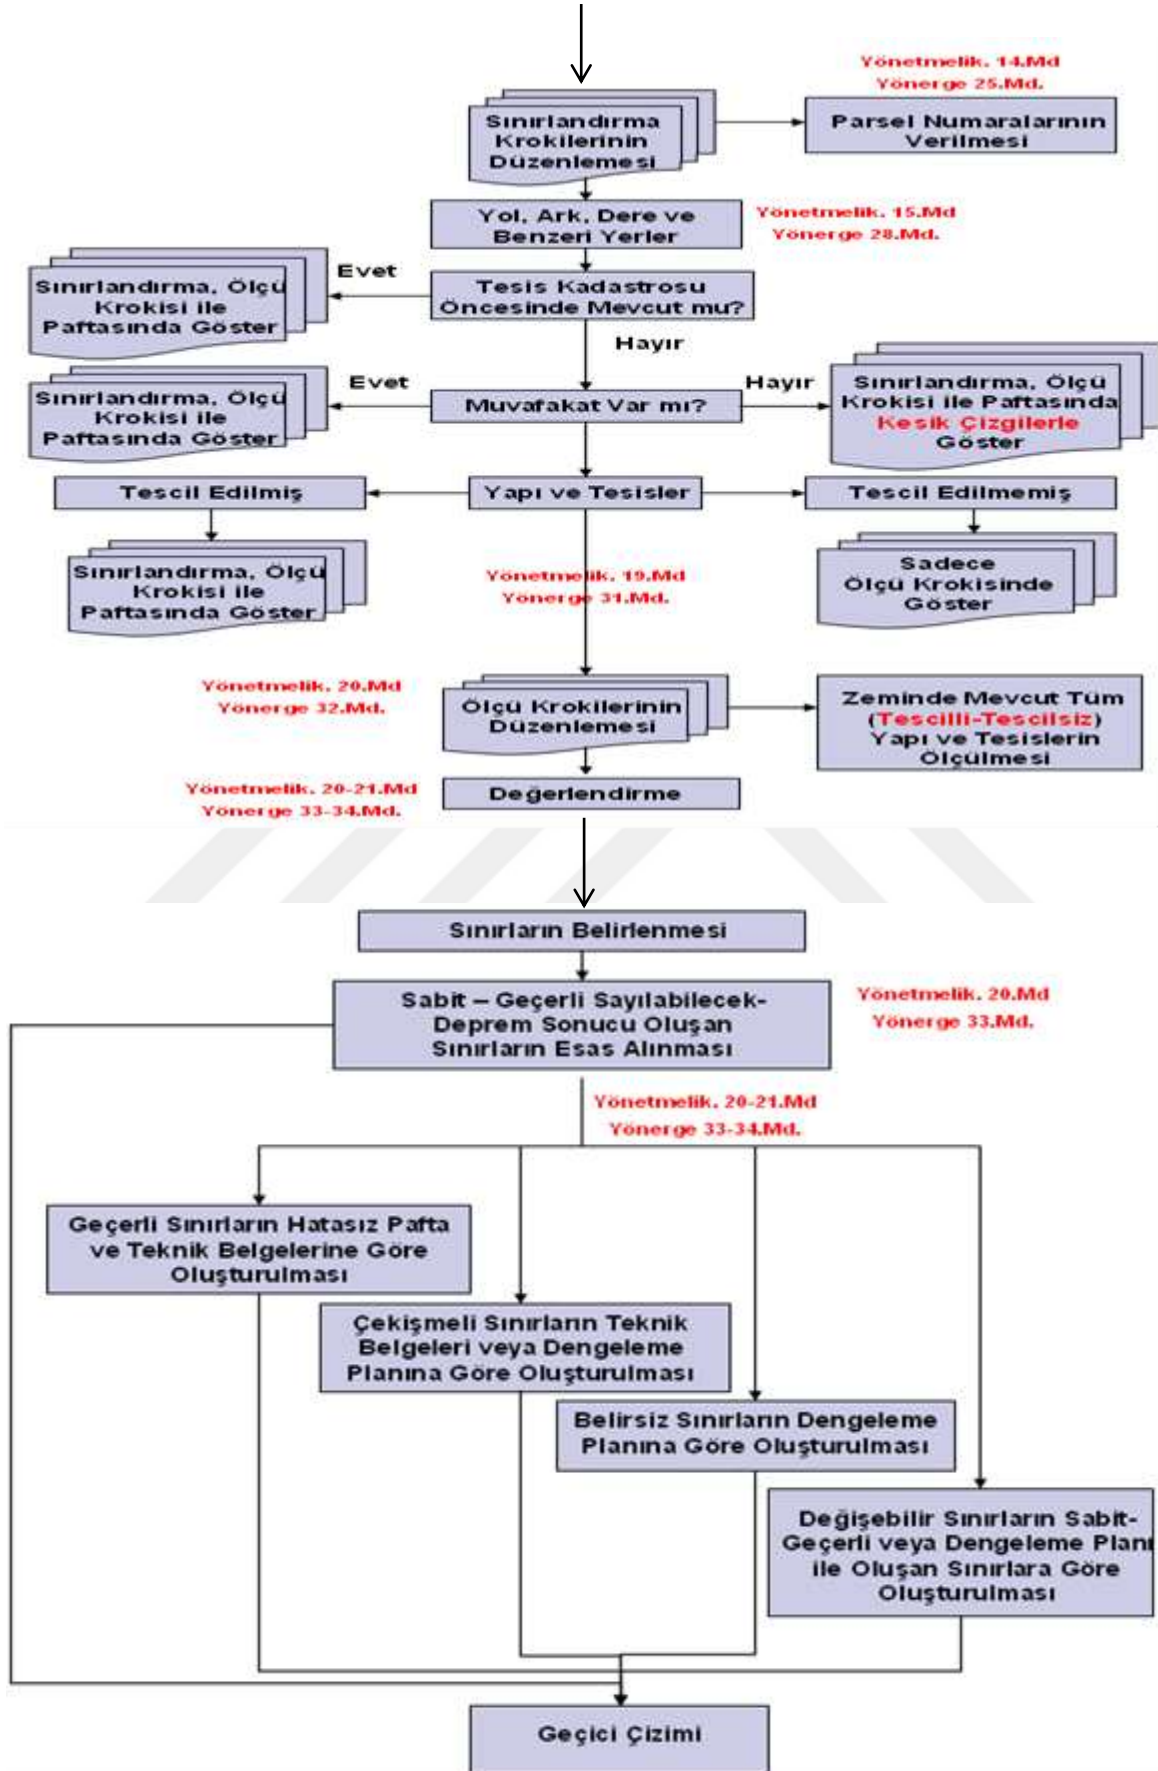 Yönetmelik. 14.Md
Yönerge 25.Md.
Sınırlandırma
Krokilerinin
Düzenlemesi
Parsel Numaralarının
Verilmesi
Yol, Ark, Dere ve
Benzeri Yerler
Yönetmelik. 15.Md
Yönerge 28.Md.
Evet
Sınırlandırma, Ölçü
Krokisi ile
Paftasında Göster
Tesis Kadastrosu
Öncesinde Mevcut mu?
Hayır
Evet
Hayır
Sınırlandırma, Ölçü
Krokisi ile
Paftasında Göster
Muvafakat Var mı?
Sınırlandırma, Ölçü
Krokisi ile Paftasında
Kesik Çizgilerle
Göster
Tescil Edilmiş
Yapı ve Tesisler
Tescil Edilmemiş
Sınırlandırma, Ölçü
Krokisi ile
Paftasında Göster
Yönetmelik. 19.Md
Yönerge 31.Md.
Sadece
Ölçü Krokisinde
Göster
Yönetmelik. 20.Md
Yönerge 32.Md.
Ölçü Krokilerinin
Düzenlemesi
Zeminde Mevcut Tüm
(Tescilli-Tescilsiz)
Yapı ve Tesislerin
Ölçülmesi
Yönetmelik. 20-21.Md
Yönerge 33-34.Md.
Değerlendirme
Sınırların Belirlenmesi
Sabit – Geçerli Sayılabilecek-
Deprem Sonucu Oluşan
Sınırların Esas Alınması
Yönetmelik. 20.Md
Yönerge 33.Md.
Yönetmelik. 20-21.Md
Yönerge 33-34.Md.
Geçerli Sınırların Hatasız Pafta
ve Teknik Belgelerine Göre
Oluşturulması
Çekişmeli Sınırların Teknik
Belgeleri veya Dengeleme
Planına Göre Oluşturulması
Belirsiz Sınırların Dengeleme
Planına Göre Oluşturulması
Değişebilir Sınırların Sabit-
Geçerli veya Dengeleme Planı
ile Oluşan Sınırlara Göre
Oluşturulması
Geçici Çizimi